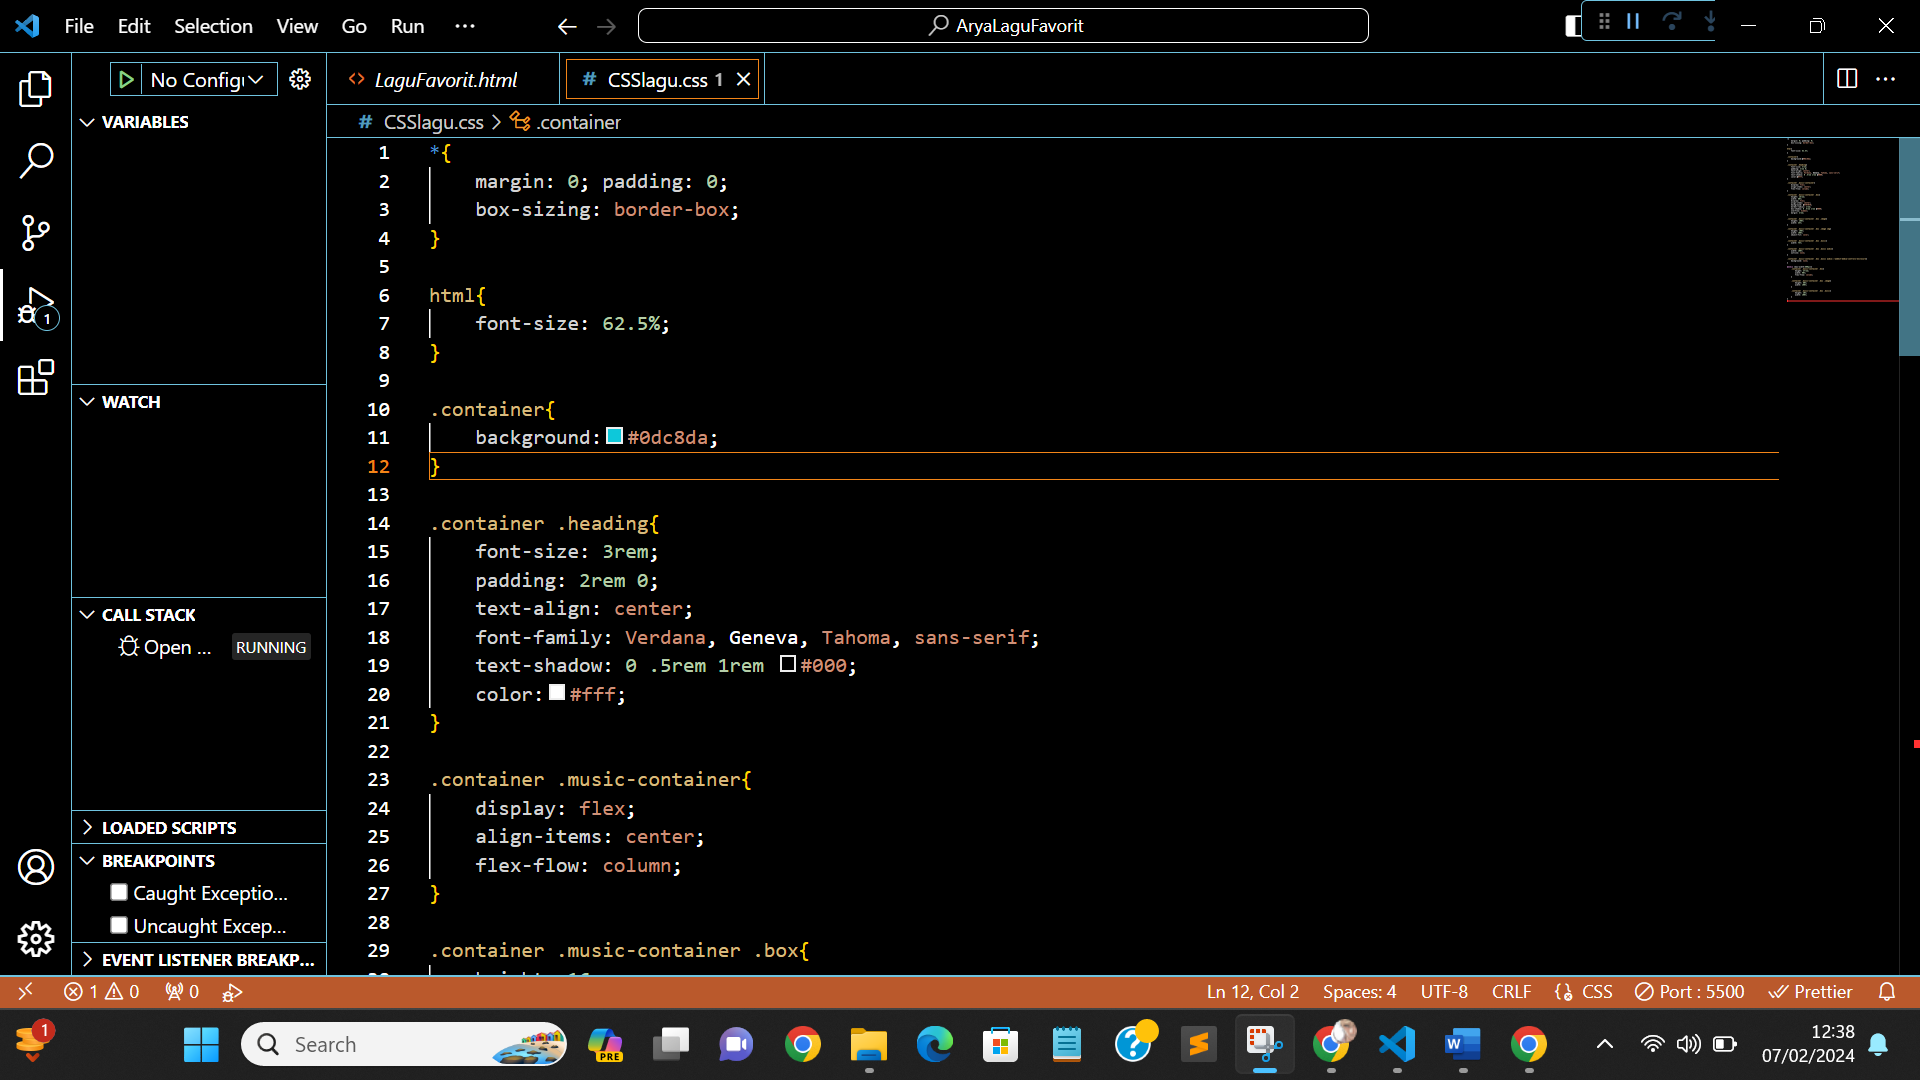 File Edit Selection View Go Run ···
AryaLaguFavorit
No Config
LaguFavorit.html
# CSSlagu.css 1
# CSSlagu.css > .container
VARIABLES
WATCH
CALL STACK
Open ... RUNNING
LOADED SCRIPTS
BREAKPOINTS
Caught Exceptio...
Uncaught Excep...
EVENT LISTENER BREAKP...
1
1 *{
2 margin: 0; padding: 0;
3 box-sizing: border-box;
4 }
5
6 html{
7 font-size: 62.5%;
8 }
9
10 .container{
11 background: #0dc8da;
12 }
13
14 .container .heading{
15 font-size: 3rem;
16 padding: 2rem 0;
17 text-align: center;
18 font-family: Verdana, Geneva, Tahoma, sans-serif;
19 text-shadow: 0 .5rem 1rem #000;
20 color: #fff;
21 }
22
23 .container .music-container{
24 display: flex;
25 align-items: center;
26 flex-flow: column;
27 }
28
29 .container .music-container .box{
1 0 0
Ln 12, Col 2 Spaces: 4 UTF-8 CRLF {} CSS Port : 5500 Prettier
1
Search
PRE
12:38
07/02/2024